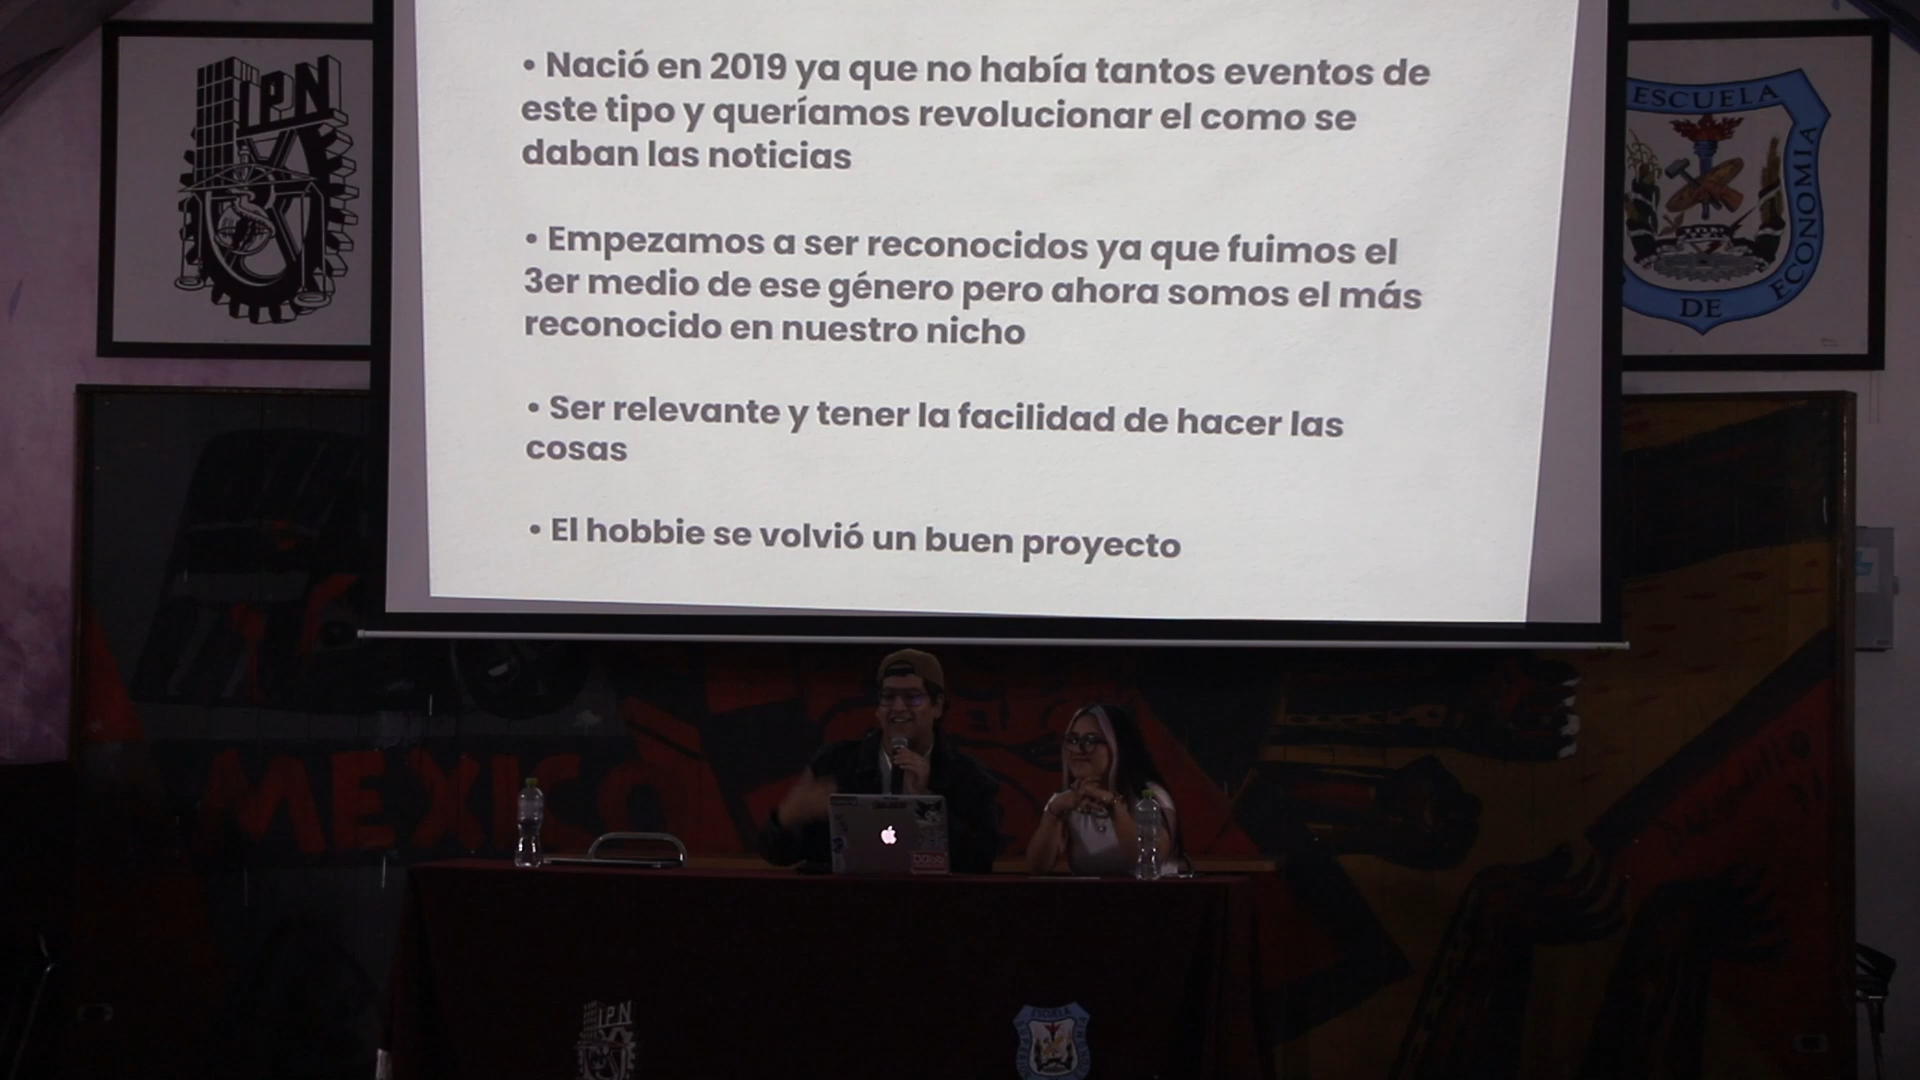 IPN
• Nació en 2019 ya que no había tantos eventos de
este tipo y queríamos revolucionar el como se
daban las noticias
• Empezamos a ser reconocidos ya que fuimos el
3er medio de ese género pero ahora somos el más
reconocido en nuestro nicho
• Ser relevante y tener la facilidad de hacer las
cosas
• El hobbie se volvió un buen proyecto
ESCUELA
DE
ECONOMIA
MEXICO
IPN